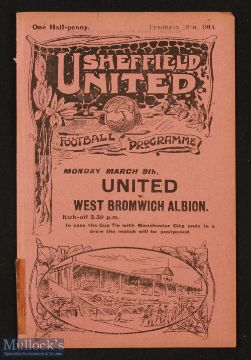 One Half-penny. FEBRUARY 28TH, 1914.
SHEFFIELD
UNITED
FOOTBALL PROGRAMME
MONDAY MARCH 9th,
UNITED
v
WEST BROMWICH ALBION.
Kick-off 3.30 p.m.
In case the Cup Tie with Manchester City ends in a
draw the match will be postponed
Mullock's